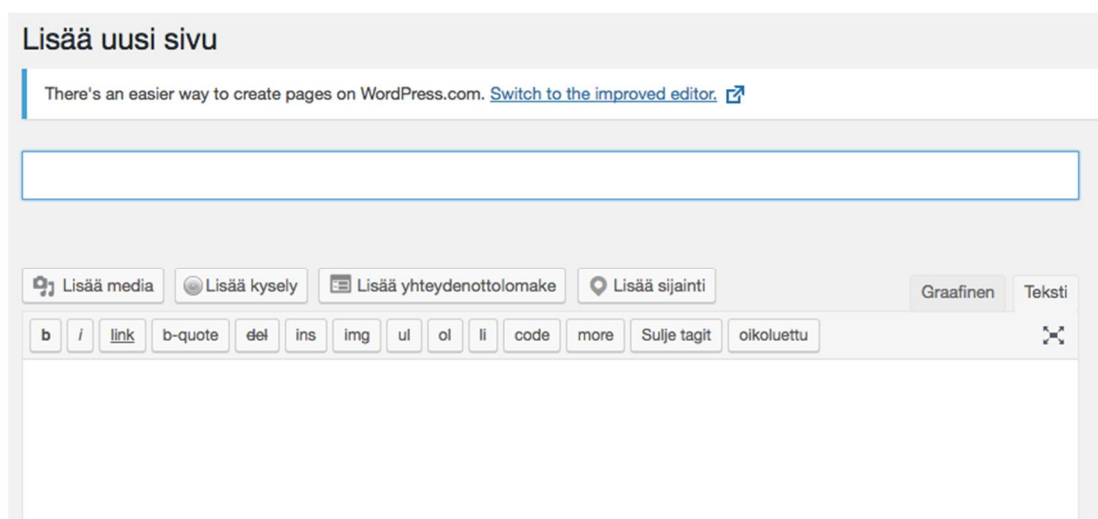 Lisää uusi sivu
There's an easier way to create pages on WordPress.com. Switch to the improved editor.
Lisää media Lisää kysely Lisää yhteydenottolomake Lisää sijainti Graafinen Teksti
b i link b-quote del ins img ul ol li code more Sulje tagit oikoluettu